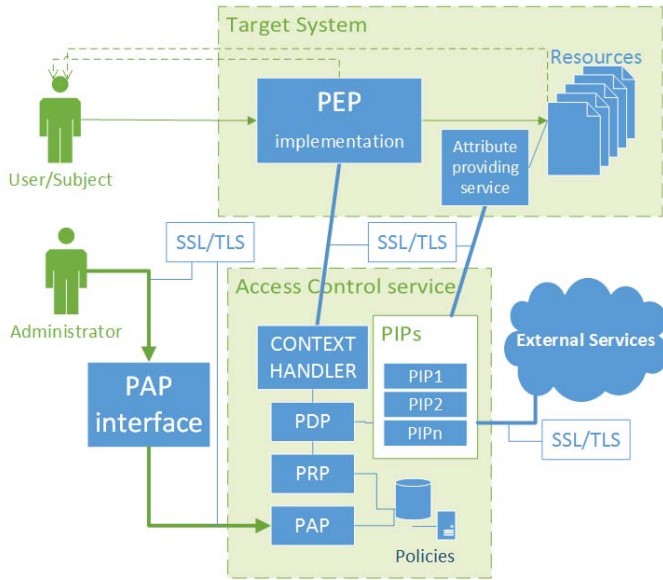 Target System
Resources
PEP
implementation
Attribute
providing
service
User/Subject
SSL/TLS
SSL/TLS
Administrator
Access Control service
PAP
interface
CONTEXT
HANDLER
PIPs
PIP1
PIP2
PIPn
External Services
PDP
SSL/TLS
PRP
PAP
Policies